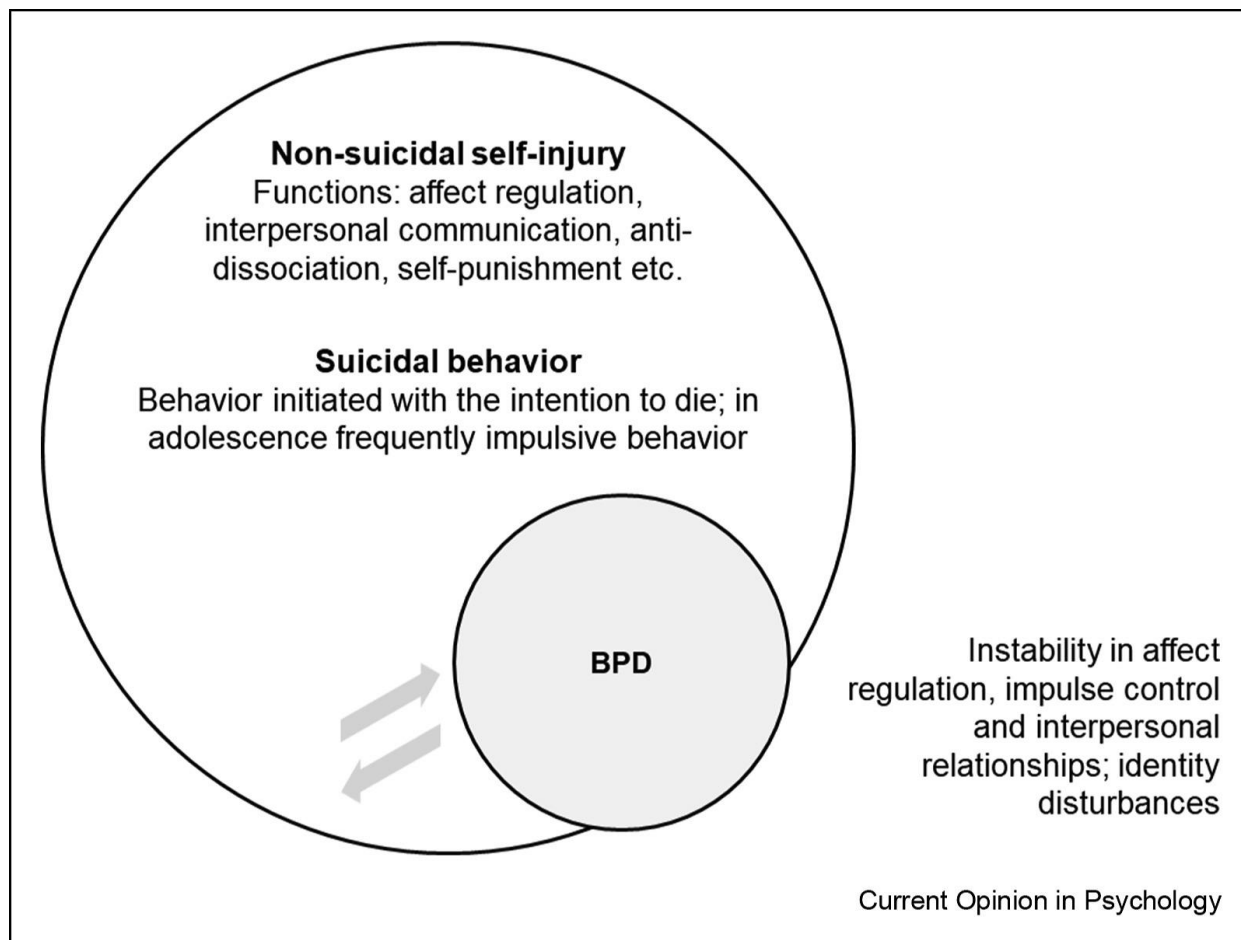 Non-suicidal self-injury
Functions: affect regulation,
interpersonal communication, anti-
dissociation, self-punishment etc.
Suicidal behavior
Behavior initiated with the intention to die; in
adolescence frequently impulsive behavior
BPD
Instability in affect
regulation, impulse control
and interpersonal
relationships; identity
disturbances
Current Opinion in Psychology